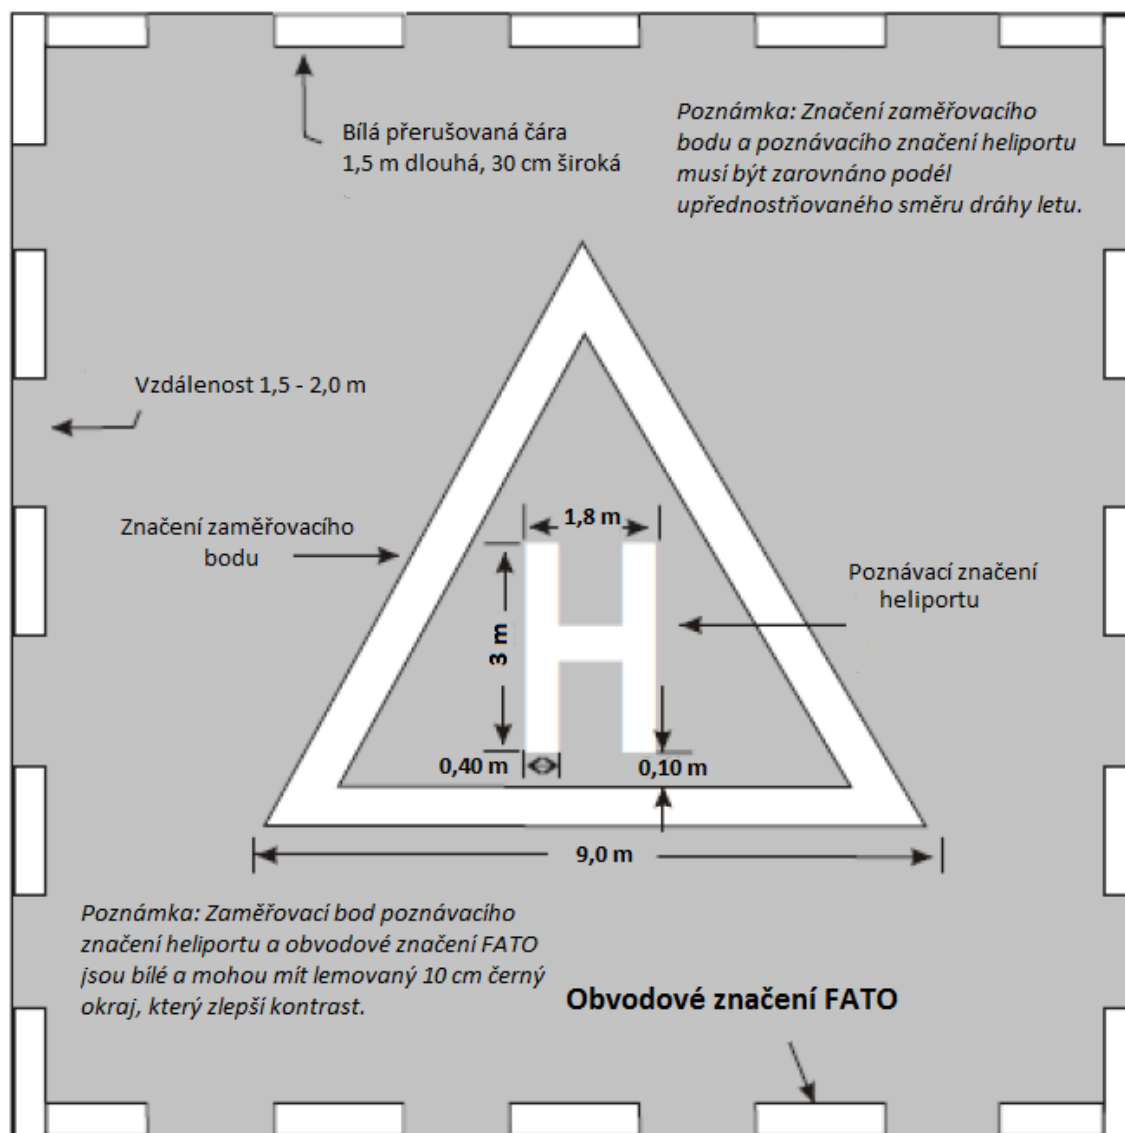 Bílá přerušovaná čára
1,5 m dlouhá, 30 cm široká
Poznámka: Značení zaměřovacího
bodu a poznávacího značení heliportu
musí být zarovnáno podél
upřednostňovaného směru dráhy letu.
Vzdálenost 1,5 - 2,0 m
Značení zaměřovacího
bodu
1,8 m
3 m
Poznávací značení
heliportu
H
0,40 m
0,10 m
9,0 m
Poznámka: Zaměřovací bod poznávacího
značení heliportu a obvodové značení FATO
jsou bílé a mohou mít lemovaný 10 cm černý
okraj, který zlepší kontrast.
Obvodové značení FATO